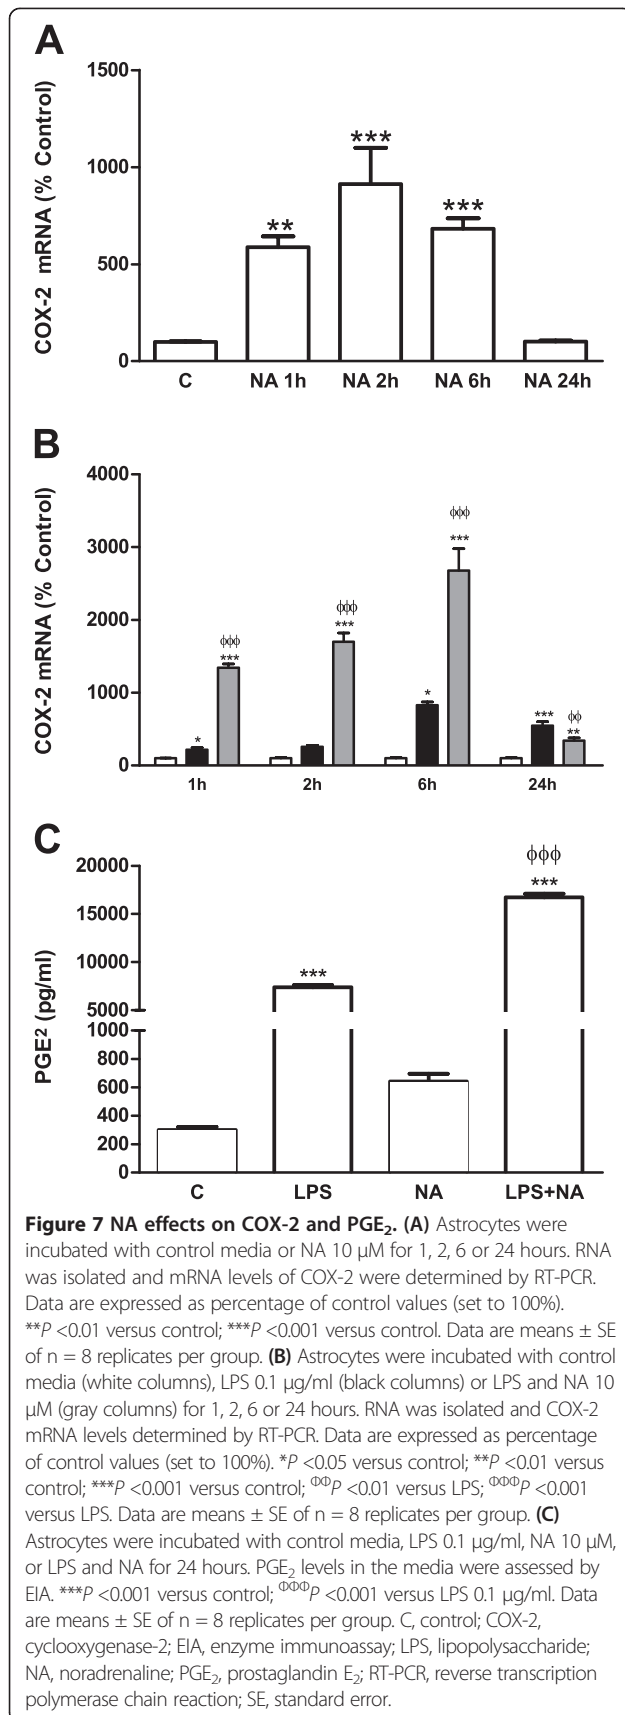 A
1500
1000
500
0
COX-2 mRNA (% Control)
**
***
***
C NA 1h NA 2h NA 6h NA 24h
B
4000
3000
2000
1000
0
COX-2 mRNA (% Control)
*
ϕϕϕ
***
ϕϕϕ
***
*
ϕϕϕ
***
***
ϕϕ
**
1h 2h 6h 24h
C
20000
15000
10000
5000
1000
800
600
400
200
0
PGE² (pg/ml)
***
ϕϕϕ
***
C LPS NA LPS+NA
Figure 7 NA effects on COX-2 and PGE₂. (A) Astrocytes were
incubated with control media or NA 10 μM for 1, 2, 6 or 24 hours. RNA
was isolated and mRNA levels of COX-2 were determined by RT-PCR.
Data are expressed as percentage of control values (set to 100%).
**P <0.01 versus control; ***P <0.001 versus control. Data are means ± SE
of n = 8 replicates per group. (B) Astrocytes were incubated with control
media (white columns), LPS 0.1 μg/ml (black columns) or LPS and NA 10
μM (gray columns) for 1, 2, 6 or 24 hours. RNA was isolated and COX-2
mRNA levels determined by RT-PCR. Data are expressed as percentage
of control values (set to 100%). *P <0.05 versus control; **P <0.01 versus
control; ***P <0.001 versus control; ΦΦP <0.01 versus LPS; ΦΦΦP <0.001
versus LPS. Data are means ± SE of n = 8 replicates per group. (C)
Astrocytes were incubated with control media, LPS 0.1 μg/ml, NA 10 μM,
or LPS and NA for 24 hours. PGE₂ levels in the media were assessed by
EIA. ***P <0.001 versus control; ΦΦΦP <0.001 versus LPS 0.1 μg/ml. Data
are means ± SE of n = 8 replicates per group. C, control; COX-2,
cyclooxygenase-2; EIA, enzyme immunoassay; LPS, lipopolysaccharide;
NA, noradrenaline; PGE₂, prostaglandin E₂; RT-PCR, reverse transcription
polymerase chain reaction; SE, standard error.